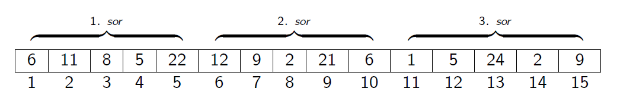 1. sor 2. sor 3. sor
6 11 8 5 22 12 9 2 21 6 1 5 24 2 9
1 2 3 4 5 6 7 8 9 10 11 12 13 14 15